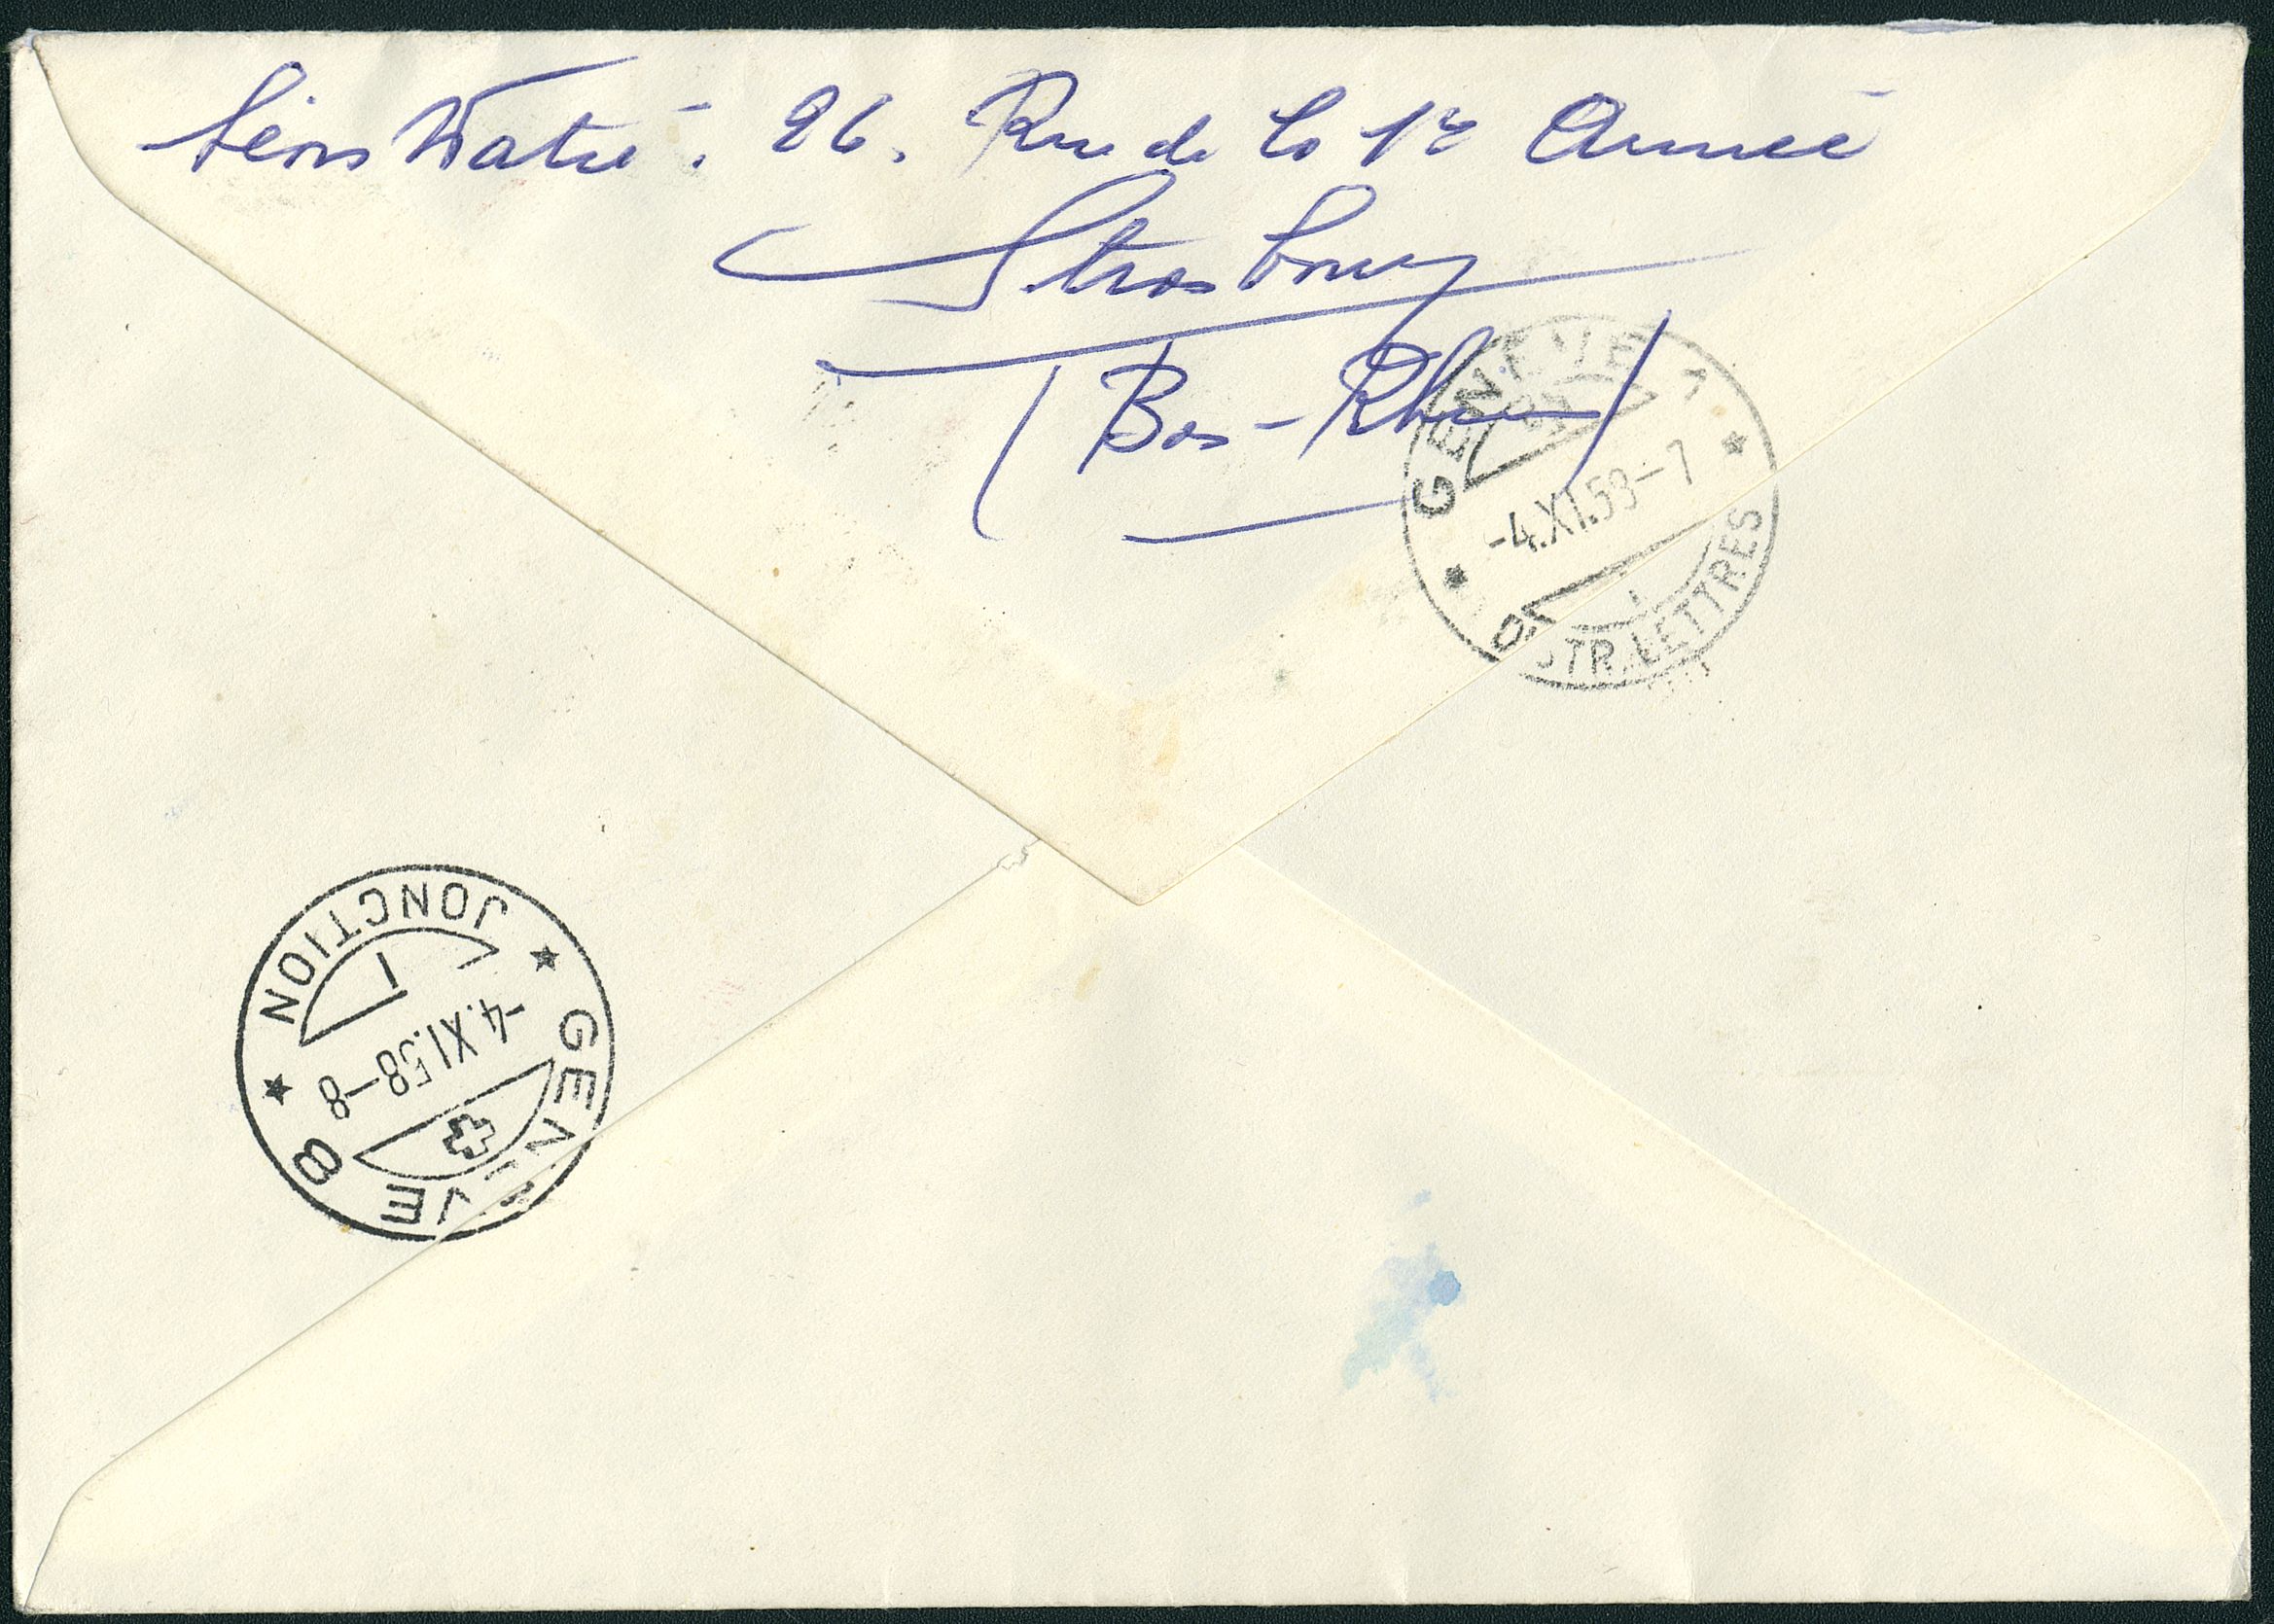 26. Rue de la 1re Armée
Strasbourg
(Bas-Rhin)
GENÈVE 1
-4.XI.58-7
DISTR. LETTRES
JONCTION
1
-4.XI.58-8
GENÈVE 8